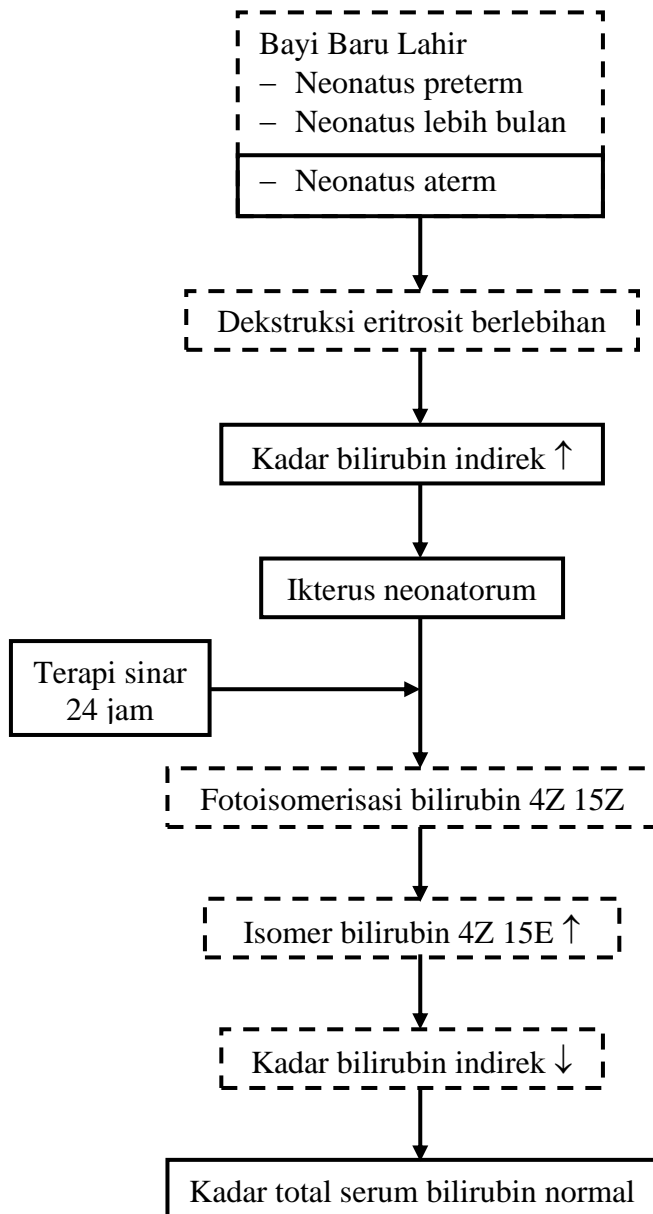 Bayi Baru Lahir
– Neonatus preterm
– Neonatus lebih bulan
– Neonatus aterm
Dekstruksi eritrosit berlebihan
Kadar bilirubin indirek ↑
Ikterus neonatorum
Terapi sinar
24 jam
Fotoisomerisasi bilirubin 4Z 15Z
Isomer bilirubin 4Z 15E ↑
Kadar bilirubin indirek ↓
Kadar total serum bilirubin normal